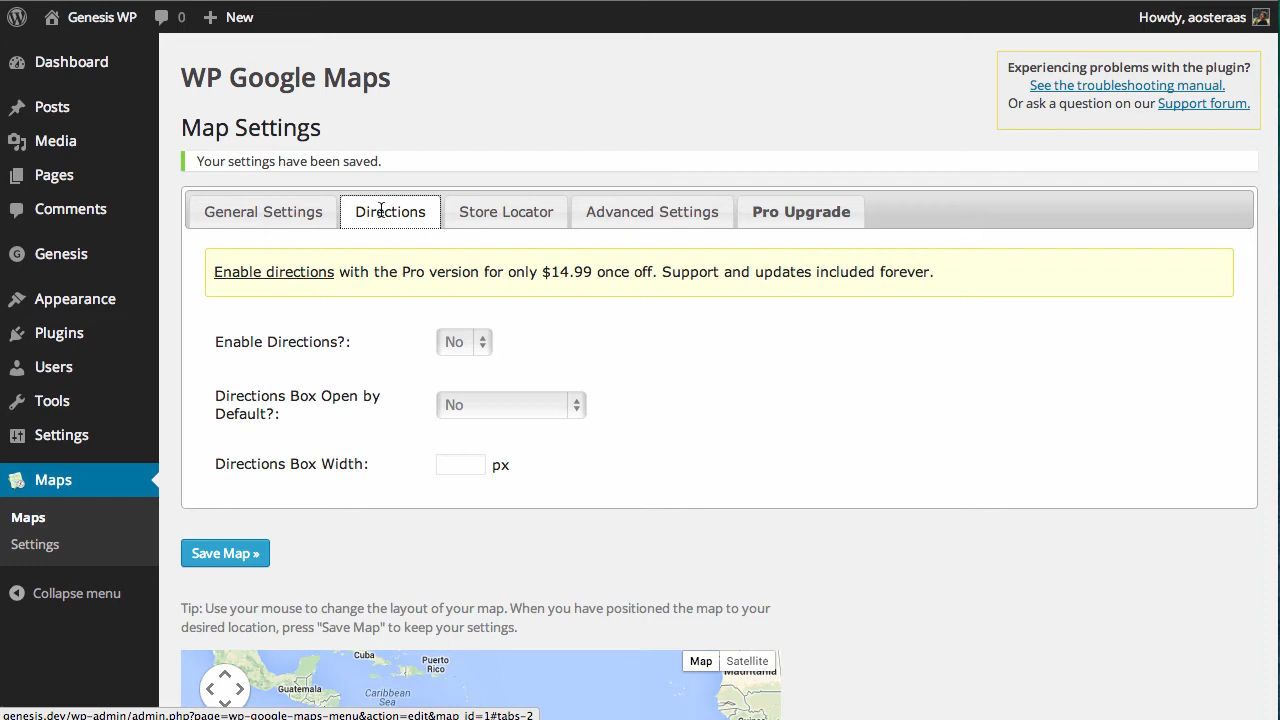 Genesis WP 0 New Howdy, aosteraas
Dashboard
Posts
Media
Pages
Comments
Genesis
Appearance
Plugins
Users
Tools
Settings
Maps
Maps
Settings
Collapse menu
WP Google Maps
Experiencing problems with the plugin?
See the troubleshooting manual.
Or ask a question on our Support forum.
Map Settings
Your settings have been saved.
General Settings Directions Store Locator Advanced Settings Pro Upgrade
Enable directions with the Pro version for only $14.99 once off. Support and updates included forever.
Enable Directions?: No
Directions Box Open by
Default?: No
Directions Box Width: px
Save Map »
Tip: Use your mouse to change the layout of your map. When you have positioned the map to your
desired location, press "Save Map" to keep your settings.
Cuba
Puerto
Rico
Map Satellite
Mauritania
Guatemala
Caribbean
Sea
genesis.dev/wp-admin/admin.php?page=wp-google-maps-menu&action=edit&map_id=1#tabs-2